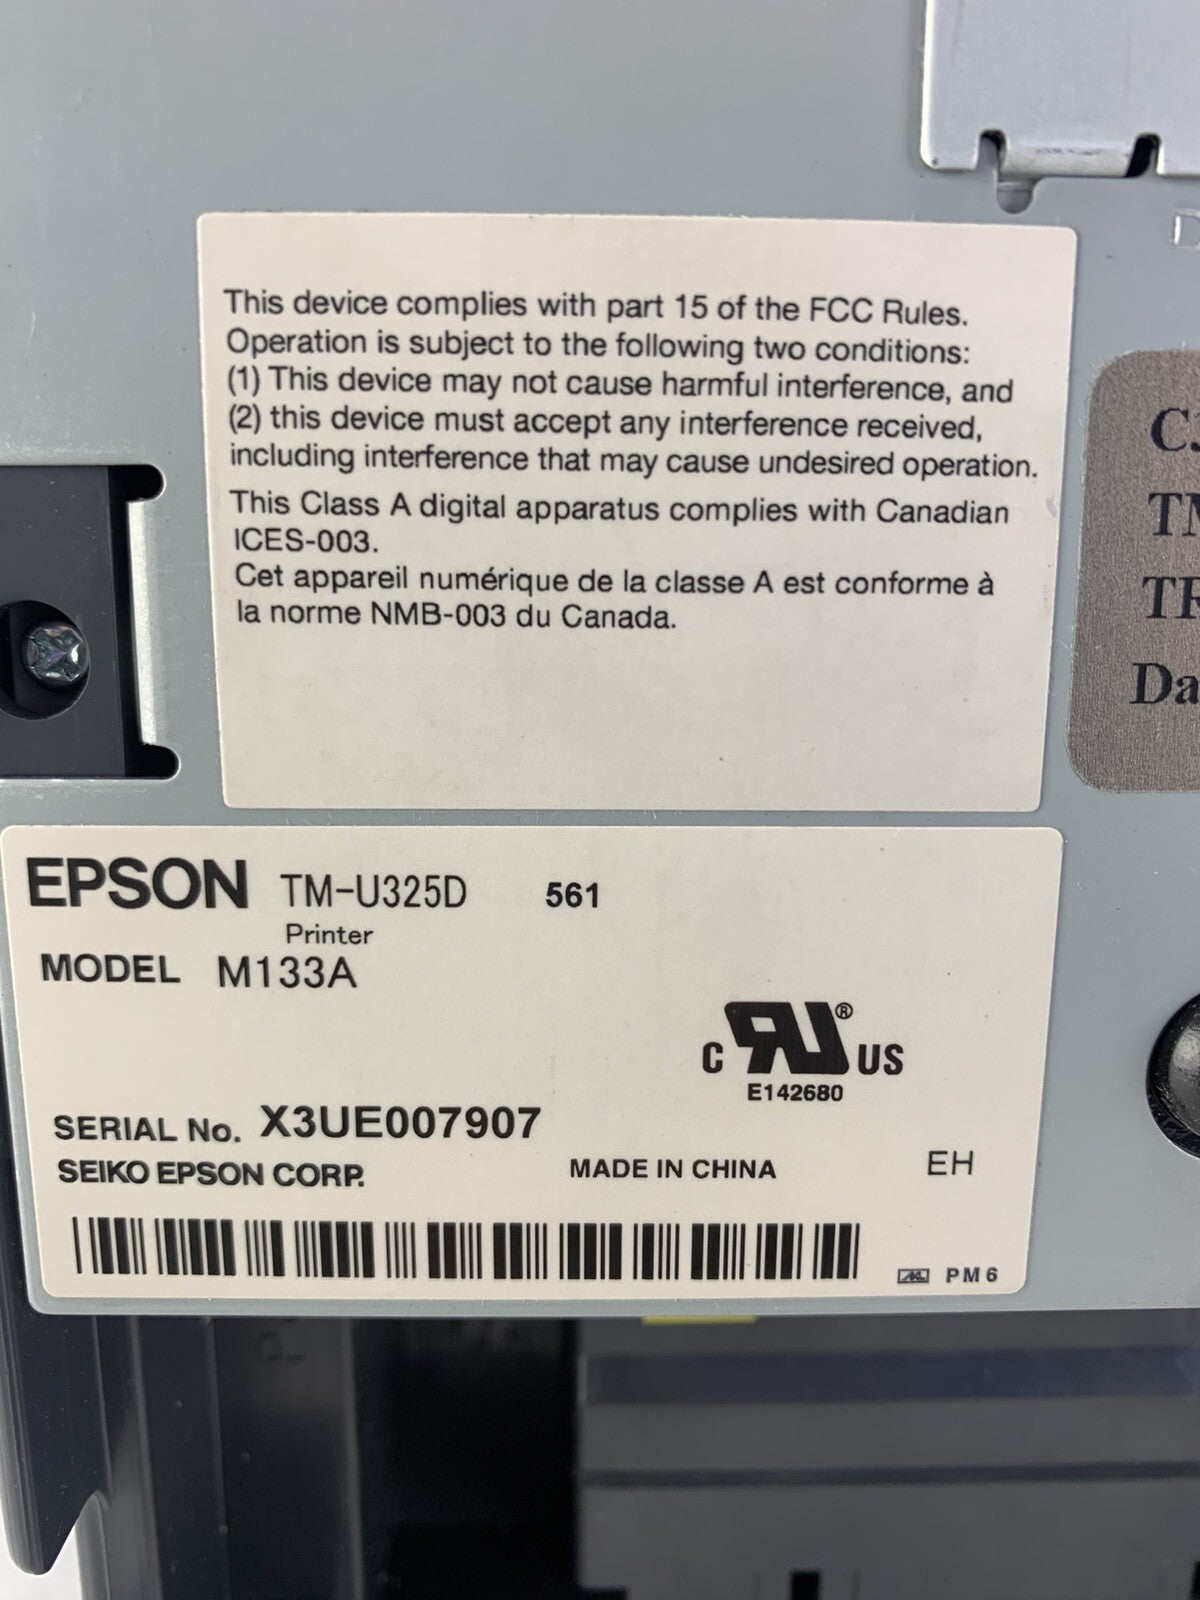 This device complies with part 15 of the FCC Rules.
Operation is subject to the following two conditions:
(1) This device may not cause harmful interference, and
(2) this device must accept any interference received,
including interference that may cause undesired operation.
This Class A digital apparatus complies with Canadian
ICES-003.
Cet appareil numérique de la classe A est conforme à
la norme NMB-003 du Canada.
EPSON TM-U325D 561
Printer
MODEL M133A
C RU® US
E142680
SERIAL No. X3UE007907
SEIKO EPSON CORP. MADE IN CHINA EH
PM6